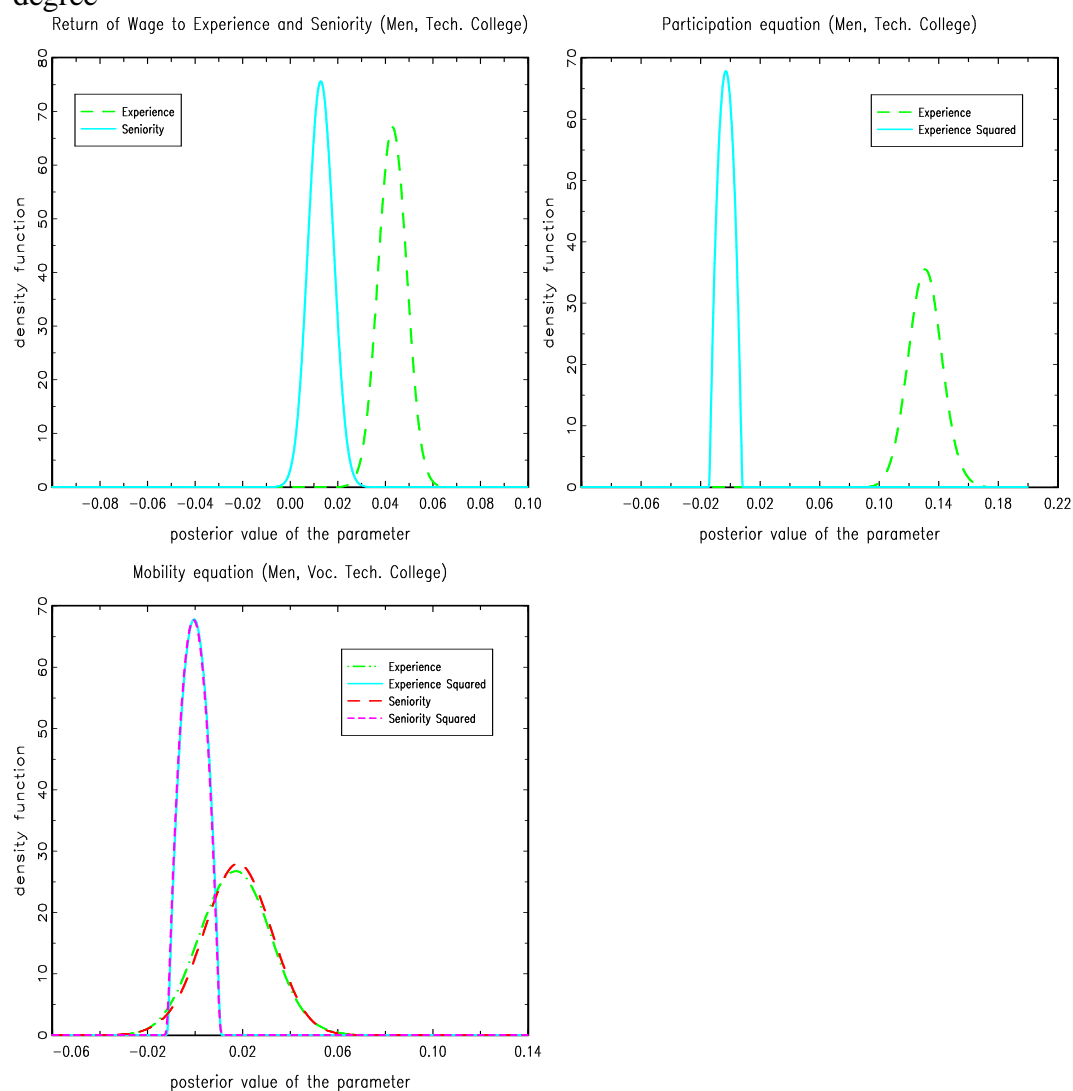 degree
Return of Wage to Experience and Seniority (Men, Tech. College)
density function
80
70
60
50
40
30
20
10
0
Experience
Seniority
−0.08 −0.06 −0.04 −0.02 0.00 0.02 0.04 0.06 0.08 0.10
posterior value of the parameter
Participation equation (Men, Tech. College)
density function
70
60
50
40
30
20
10
0
Experience
Experience Squared
−0.06 −0.02 0.02 0.06 0.10 0.14 0.18 0.22
posterior value of the parameter
Mobility equation (Men, Voc. Tech. College)
density function
70
60
50
40
30
20
10
0
Experience
Experience Squared
Seniority
Seniority Squared
−0.06 −0.02 0.02 0.06 0.10 0.14
posterior value of the parameter